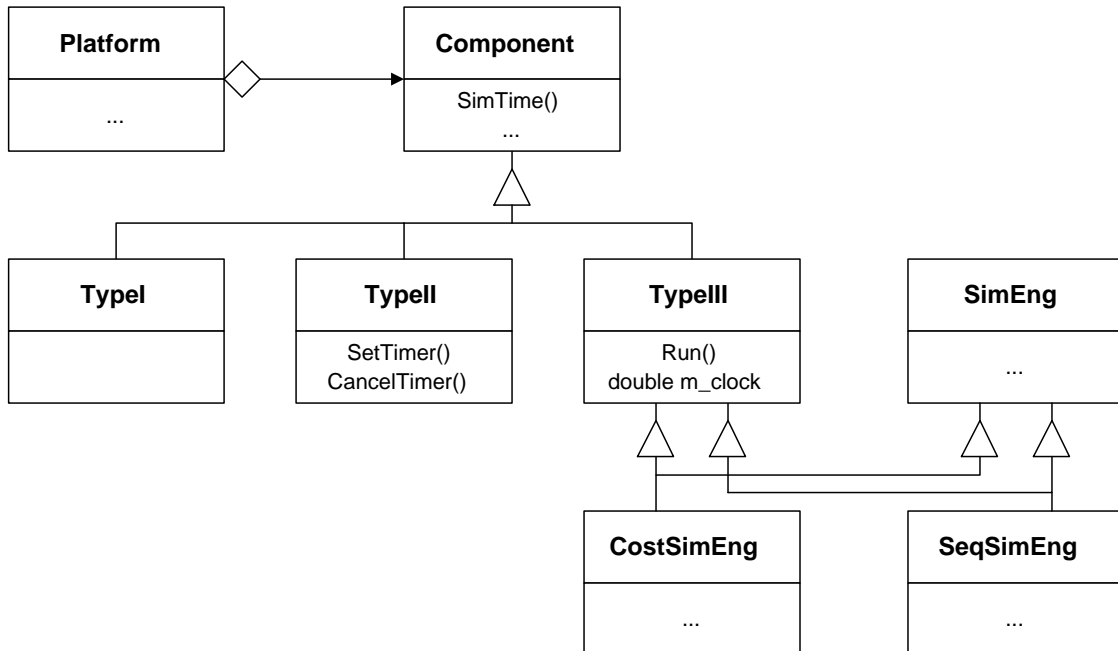 Platform
...
Component
SimTime()
...
TypeI
TypeII
SetTimer()
CancelTimer()
TypeIII
Run()
double m_clock
SimEng
...
CostSimEng
...
SeqSimEng
...